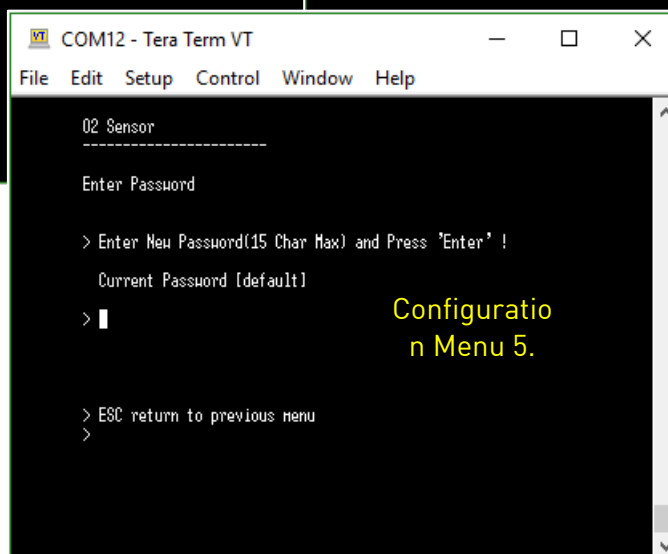 VT COM12 - Tera Term VT
File Edit Setup Control Window Help
O2 Sensor
-----------------------
Enter Password
> Enter New Password(15 Char Max) and Press 'Enter' !
Current Password [default]
>
> ESC return to previous menu
>
Configuratio
n Menu 5.